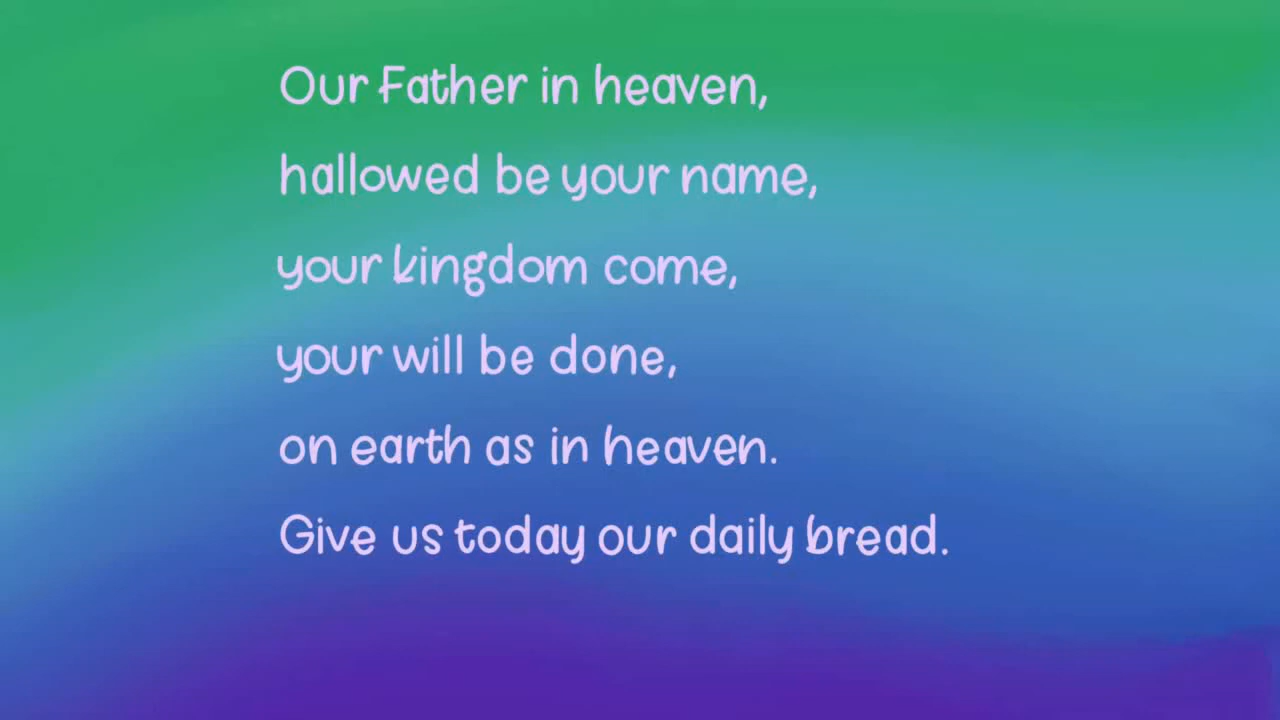 Our Father in heaven,
hallowed be your name,
your kingdom come,
your will be done,
on earth as in heaven.
Give us today our daily bread.